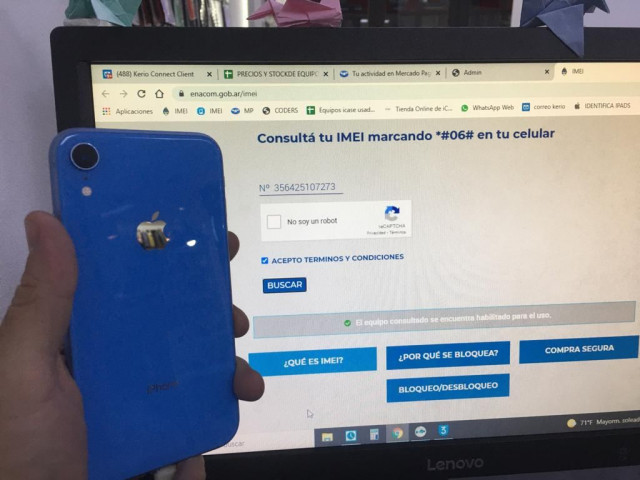 (488) Kerio Connect Client
PRECIOS Y STOCKDE EQUIPO
Tu actividad en Mercado Pag
Admin
IMEI
enacom.gob.ar/imei
Aplicaciones
IMEI
IMEI
MP
CODERS
Equipos icase usad...
Tienda Online de iC...
WhatsApp Web
correo kerio
IDENTIFICA IPADS
Consultá tu IMEI marcando *#06# en tu celular
Nº 356425107273
No soy un robot
reCAPTCHA
Privacidad - Términos
ACEPTO TERMINOS Y CONDICIONES
BUSCAR
El equipo consultado se encuentra habilitado para el uso.
¿QUÉ ES IMEI?
¿POR QUÉ SE BLOQUEA?
COMPRA SEGURA
BLOQUEO/DESBLOQUEO
iPhone
buscar
71°F Mayorm. solead
Lenovo